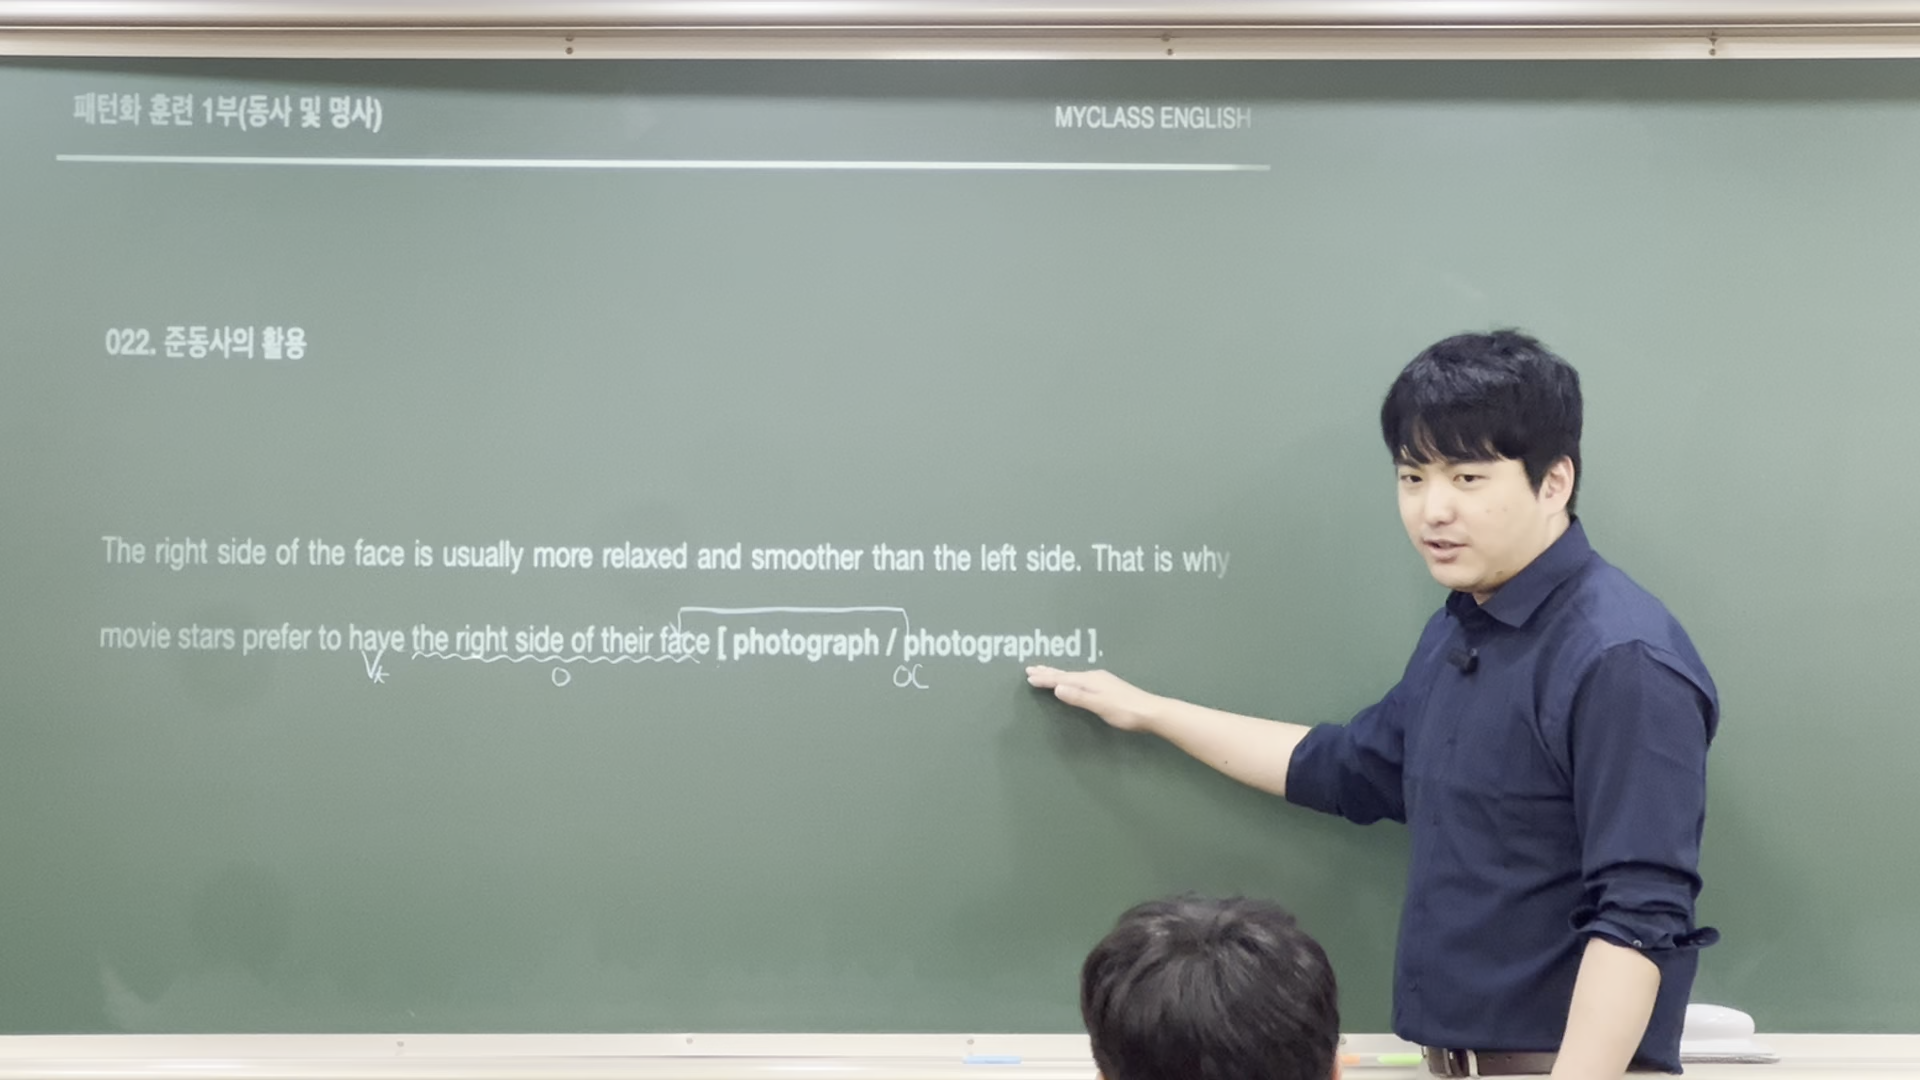 패턴화 훈련 1부(동사 및 명사) MYCLASS ENGLISH
022. 준동사의 활용
The right side of the face is usually more relaxed and smoother than the left side. That is why
movie stars prefer to have the right side of their face [ photograph / photographed ].
V* O OC